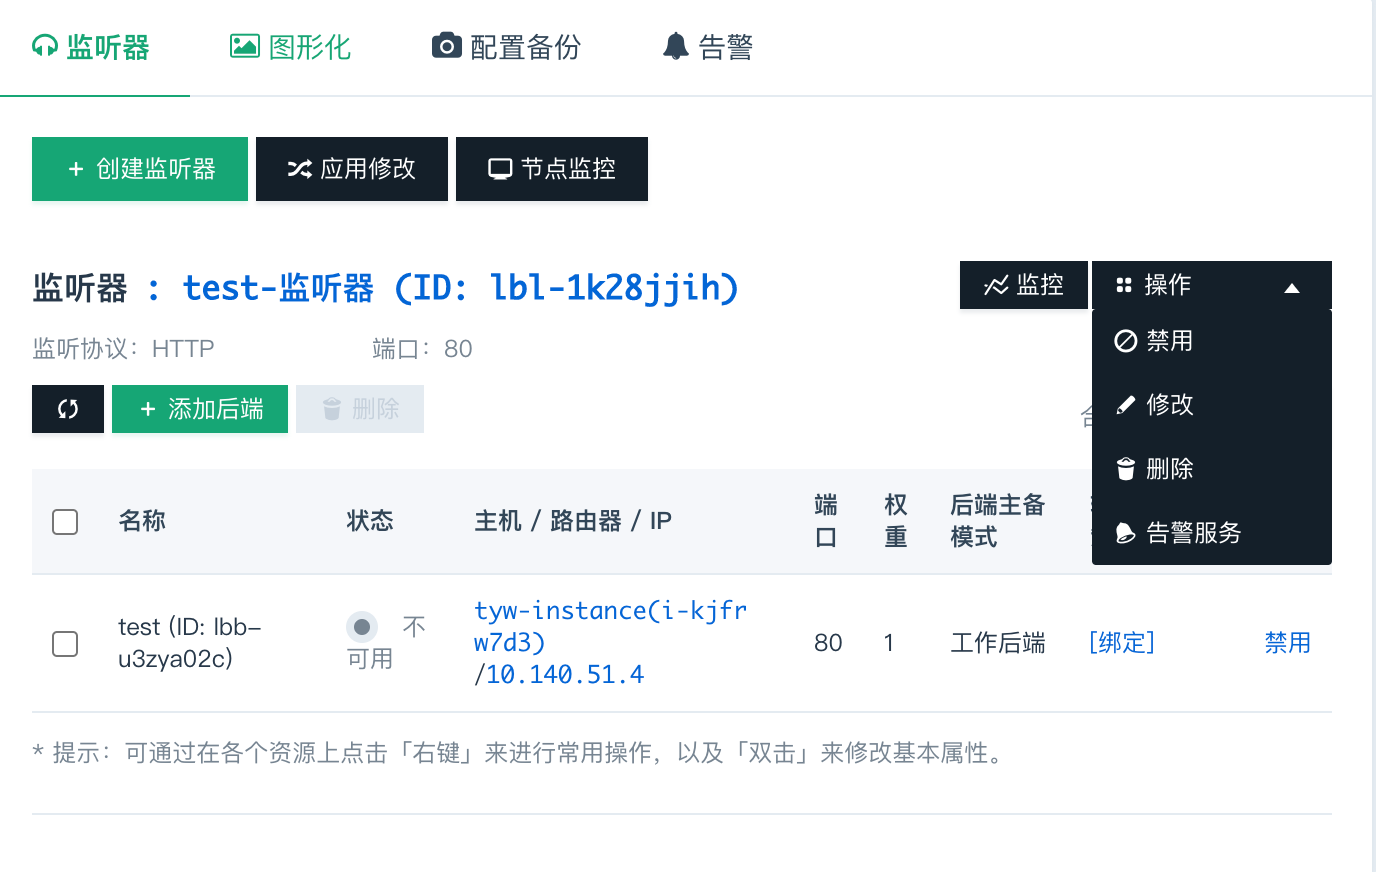 监听器 图形化 配置备份 告警
+ 创建监听器 应用修改 节点监控
监听器 : test-监听器 (ID: lbl-1k28jjih) 监控 操作
禁用
修改
删除
告警服务
监听协议: HTTP 端口: 80
+ 添加后端 删除
名称 状态 主机 / 路由器 / IP 端口 权重 后端主备模式
test (ID: lbb-
u3zya02c)
不
可用
tyw-instance(i-kjfr
w7d3)
/10.140.51.4
80 1 工作后端 [绑定] 禁用
* 提示: 可通过在各个资源上点击「右键」来进行常用操作, 以及「双击」来修改基本属性。